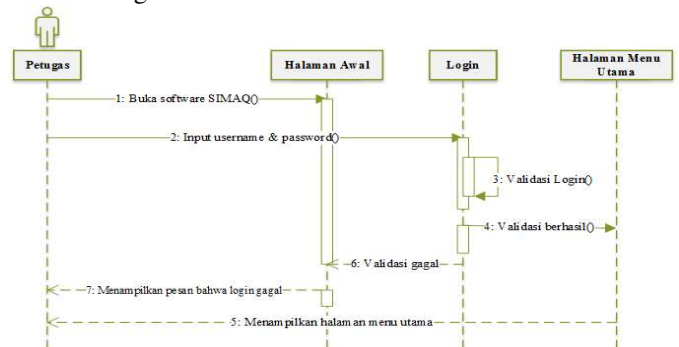 Petugas
Halaman Awal
Login
Halaman Menu
Utama
1: Buka software SIMAQ()
2: Input username & password()
3: Validasi Login()
4: Validasi berhasil()
6: Validasi gagal
7: Menampilkan pesan bahwa login gagal
5: Menampilkan halaman menu utama